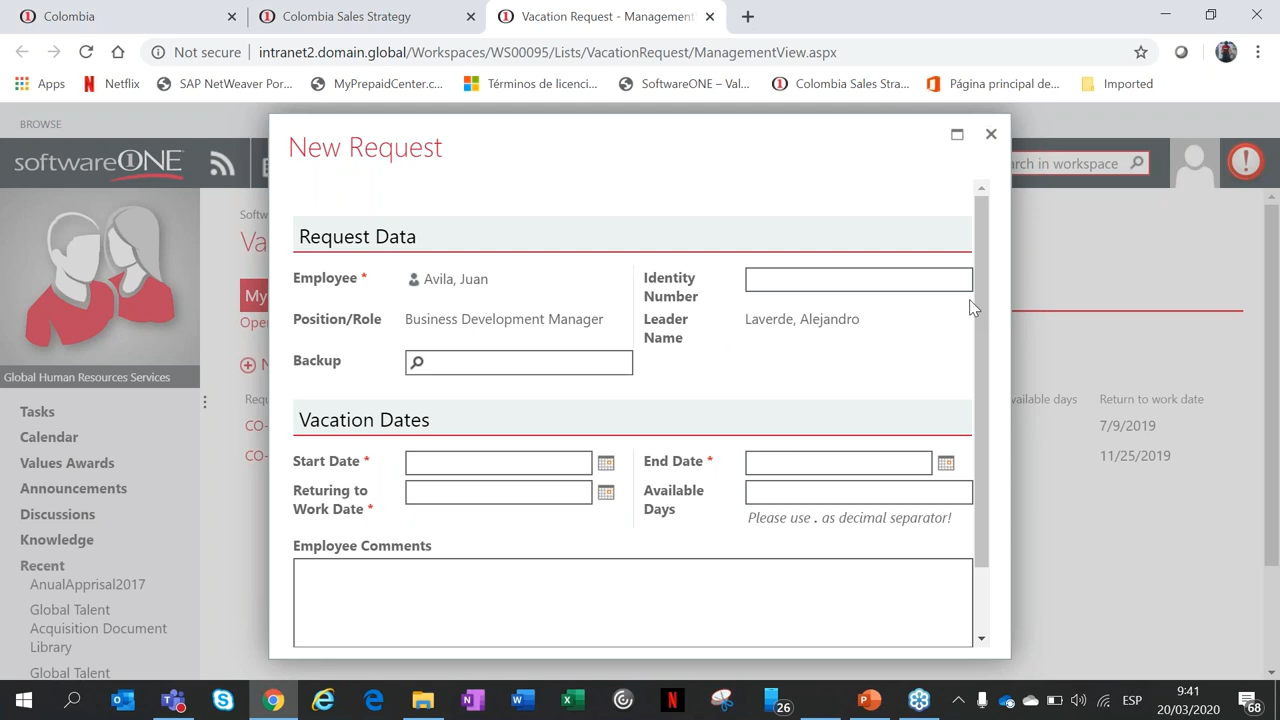 Colombia
Colombia Sales Strategy
Vacation Request - Management
Not secure
intranet2.domain.global/Workspaces/WS00095/Lists/VacationRequest/ManagementView.aspx
Apps
Netflix
SAP NetWeaver Por...
MyPrepaidCenter.c...
Términos de licenci...
SoftwareONE – Val...
Colombia Sales Stra...
Página principal de...
Imported
BROWSE
New Request
softwareONE
rch in workspace
Softw
Va
My
Open
Global Human Resources Services
Tasks
Calendar
Values Awards
Announcements
Discussions
Knowledge
Recent
AnualApprisal2017
Global Talent
Acquisition Document
Library
Global Talent
N
Requ
CO-
CO-
Request Data
Employee *
Avila, Juan
Identity
Number
Position/Role
Business Development Manager
Leader
Name
Laverde, Alejandro
Backup
Vacation Dates
Start Date *
End Date *
Returing to
Work Date *
Available
Days
Please use . as decimal separator!
Employee Comments
vailable days
Return to work date
7/9/2019
11/25/2019
26
ESP
9:41
20/03/2020
68